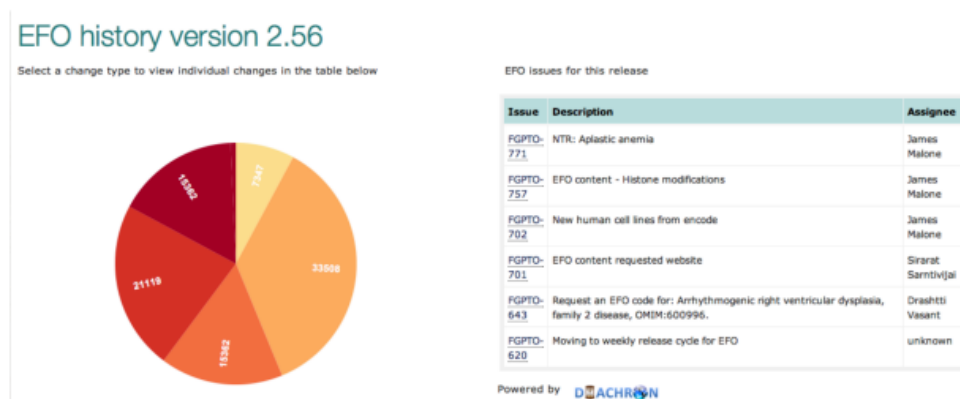 EFO history version 2.56
Select a change type to view individual changes in the table below
7347
33508
15362
21119
15362
EFO issues for this release
Issue Description Assignee
FGPTO-771 NTR: Aplastic anemia James Malone
FGPTO-757 EFO content - Histone modifications James Malone
FGPTO-702 New human cell lines from encode James Malone
FGPTO-701 EFO content requested website Sirarat Sarntivijai
FGPTO-643 Request an EFO code for: Arrhythmogenic right ventricular dysplasia, family 2 disease, OMIM:600996. Drashtti Vasant
FGPTO-620 Moving to weekly release cycle for EFO unknown
Powered by DIACHRON